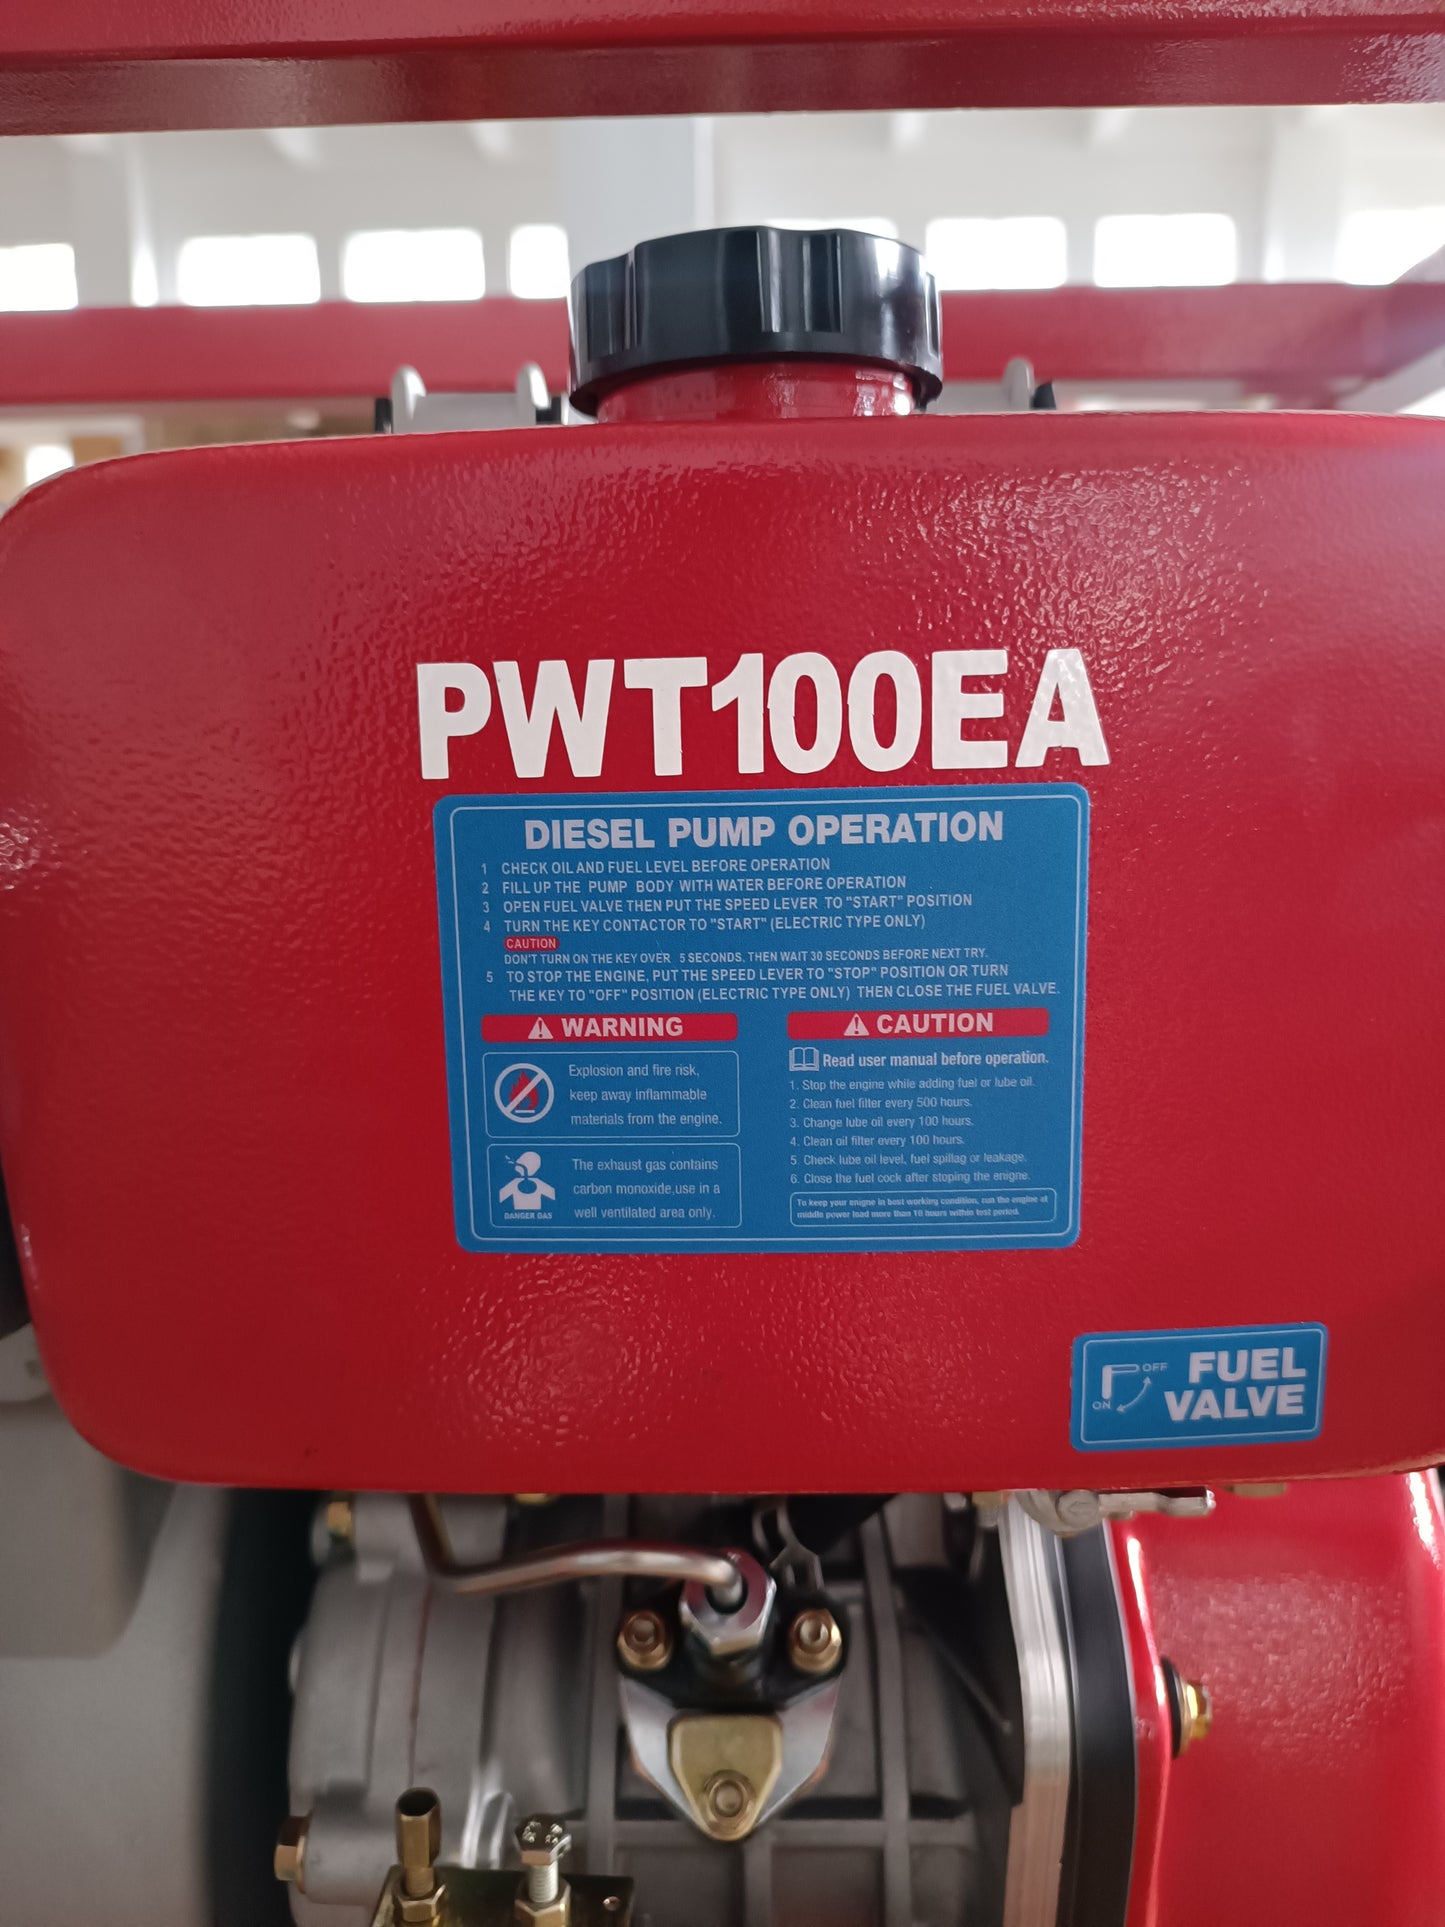 PWT100EA
DIESEL PUMP OPERATION
1 CHECK OIL AND FUEL LEVEL BEFORE OPERATION
2 FILL UP THE PUMP BODY WITH WATER BEFORE OPERATION
3 OPEN FUEL VALVE THEN PUT THE SPEED LEVER TO "START" POSITION
4 TURN THE KEY CONTACTOR TO "START" (ELECTRIC TYPE ONLY)
CAUTION
DON'T TURN ON THE KEY OVER 5 SECONDS, THEN WAIT 30 SECONDS BEFORE NEXT TRY.
5 TO STOP THE ENGINE, PUT THE SPEED LEVER TO "STOP" POSITION OR TURN
THE KEY TO "OFF" POSITION (ELECTRIC TYPE ONLY) THEN CLOSE THE FUEL VALVE.
WARNING
Explosion and fire risk,
keep away inflammable
materials from the engine.
The exhaust gas contains
carbon monoxide,use in a
well ventilated area only.
DANGER GAS
CAUTION
Read user manual before operation.
1. Stop the engine while adding fuel or lube oil.
2. Clean fuel filter every 500 hours.
3. Change lube oil every 100 hours.
4. Clean oil filter every 100 hours.
5 Check lube oil level, fuel spillag or leakage.
6. Close the fuel cock after stoping the enigne.
To keep your engine in best working condition, run the engine at
middle power load more than 10 hours within test period.
OFF
ON
FUEL
VALVE